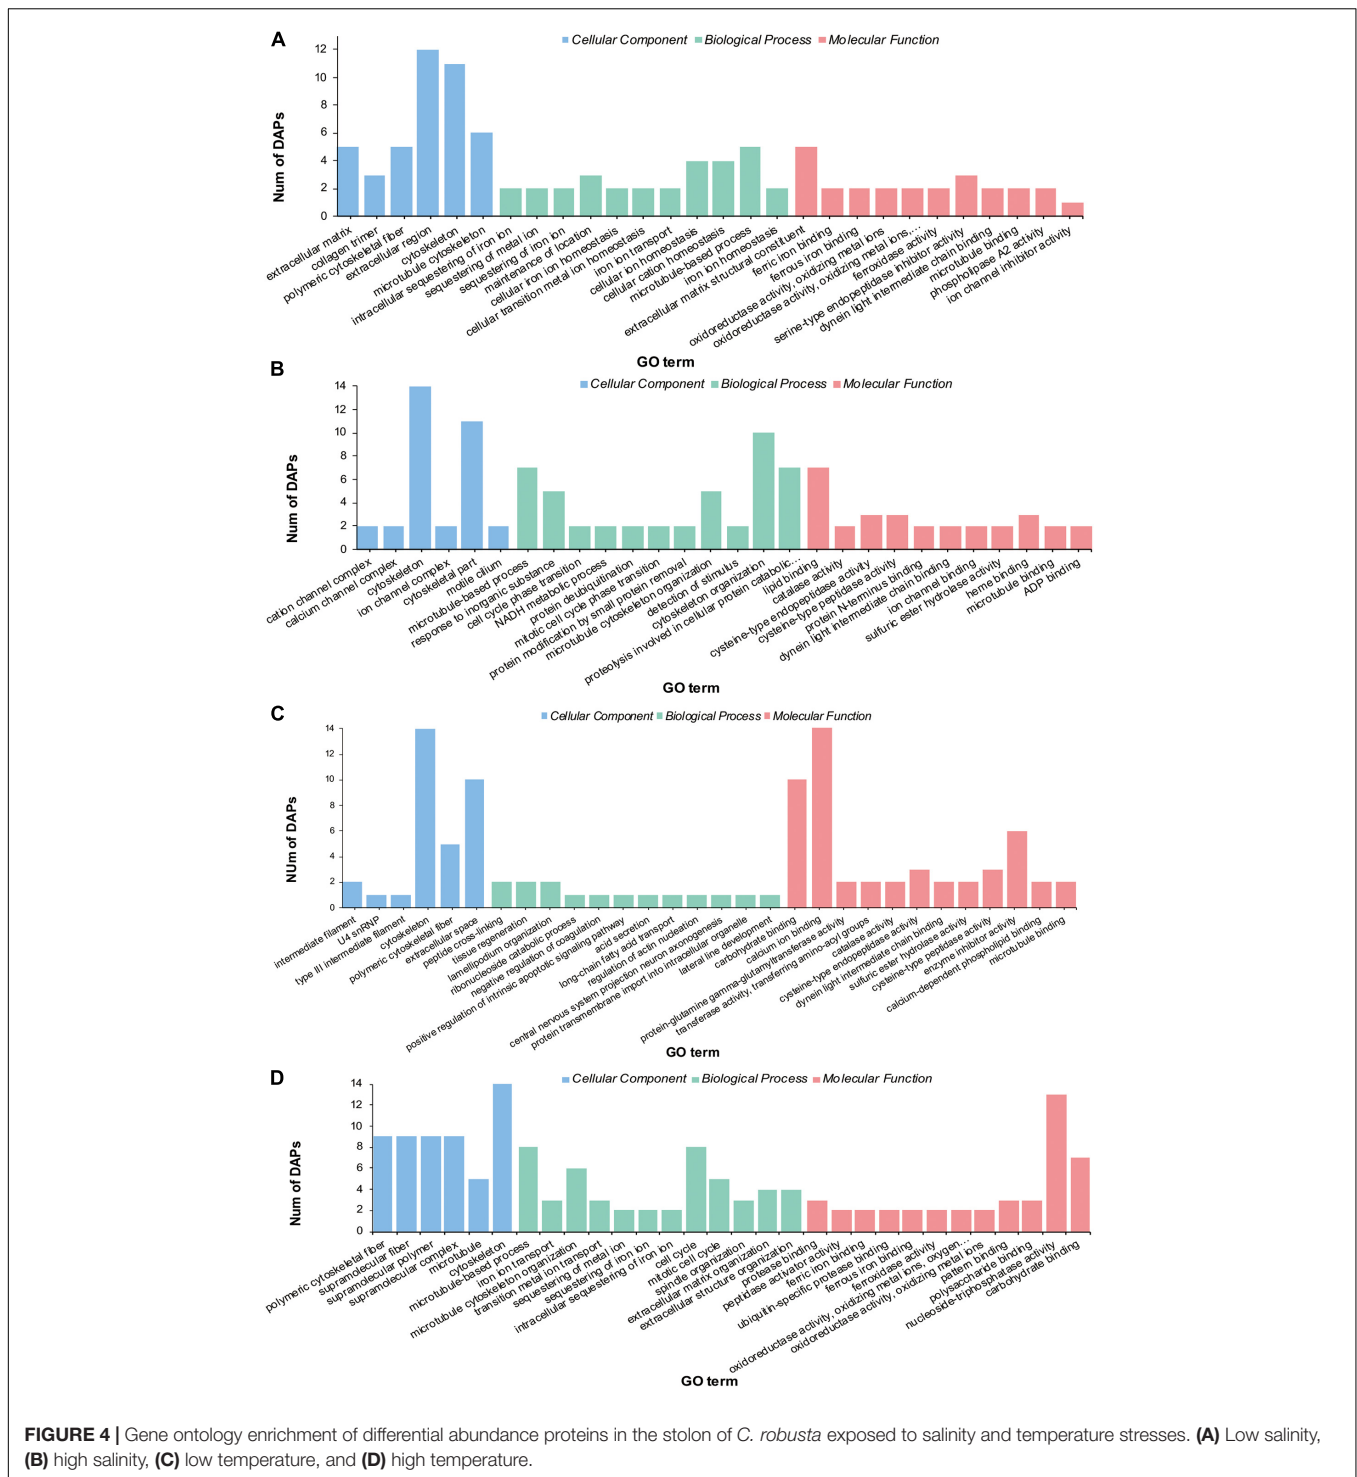 A
Cellular Component Biological Process Molecular Function
Num of DAPs
12
10
8
6
4
2
0
extracellular matrix
collagen trimer
polymeric cytoskeletal fiber
extracellular region
cytoskeleton
microtubule cytoskeleton
intracellular sequestering of iron ion
sequestering of metal ion
sequestering of iron ion
maintenance of location
cellular iron ion homeostasis
cellular transition metal ion homeostasis
iron ion transport
cellular ion homeostasis
cellular cation homeostasis
microtubule-based process
iron ion homeostasis
extracellular matrix structural constituent
ferric iron binding
ferrous iron binding
oxidoreductase activity, oxidizing metal ions
oxidoreductase activity, oxidizing metal ions,...
ferroxidase activity
serine-type endopeptidase inhibitor activity
dynein light intermediate chain binding
microtubule binding
phospholipase A2 activity
ion channel inhibitor activity
GO term
B
Cellular Component Biological Process Molecular Function
Num of DAPs
14
12
10
8
6
4
2
0
cation channel complex
calcium channel complex
cytoskeleton
ion channel complex
cytoskeletal part
motile cilium
microtubule-based process
response to inorganic substance
cell cycle phase transition
NADH metabolic process
protein deubiquitination
mitotic cell cycle phase transition
protein modification by small protein removal
microtubule cytoskeleton organization
detection of stimulus
cytoskeleton organization
proteolysis involved in cellular protein catabolic...
lipid binding
catalase activity
cysteine-type endopeptidase activity
cysteine-type peptidase activity
protein N-terminus binding
dynein light intermediate chain binding
ion channel binding
sulfuric ester hydrolase activity
heme binding
microtubule binding
ADP binding
GO term
C
Cellular Component Biological Process Molecular Function
NUm of DAPs
14
12
10
8
6
4
2
0
intermediate filament
U4 snRNP
type III intermediate filament
cytoskeleton
polymeric cytoskeletal fiber
extracellular space
peptide cross-linking
tissue regeneration
lamellipodium organization
ribonucleoside catabolic process
negative regulation of coagulation
positive regulation of intrinsic apoptotic signaling pathway
acid secretion
long-chain fatty acid transport
regulation of actin nucleation
central nervous system projection neuron axonogenesis
protein transmembrane import into intracellular organelle
lateral line development
carbohydrate binding
calcium ion binding
protein-glutamine gamma-glutamyltransferase activity
transferase activity, transferring amino-acyl groups
catalase activity
cysteine-type endopeptidase activity
dynein light intermediate chain binding
sulfuric ester hydrolase activity
cysteine-type peptidase activity
enzyme inhibitor activity
calcium-dependent phospholipid binding
microtubule binding
GO term
D
Cellular Component Biological Process Molecular Function
Num of DAPs
14
12
10
8
6
4
2
0
polymeric cytoskeletal fiber
supramolecular fiber
supramolecular polymer
supramolecular complex
microtubule
cytoskeleton
microtubule-based process
iron ion transport
microtubule cytoskeleton organization
transition metal ion transport
sequestering of metal ion
sequestering of iron ion
intracellular sequestering of iron ion
cell cycle
mitotic cell cycle
spindle organization
extracellular matrix organization
extracellular structure organization
protease binding
peptidase activator activity
ferric iron binding
ubiquitin-specific protease binding
ferrous iron binding
ferroxidase activity
oxidoreductase activity, oxidizing metal ions, oxygen...
oxidoreductase activity, oxidizing metal ions
pattern binding
polysaccharide binding
nucleoside-triphosphatase activity
carbohydrate binding
GO term
FIGURE 4 | Gene ontology enrichment of differential abundance proteins in the stolon of C. robusta exposed to salinity and temperature stresses. (A) Low salinity,
(B) high salinity, (C) low temperature, and (D) high temperature.